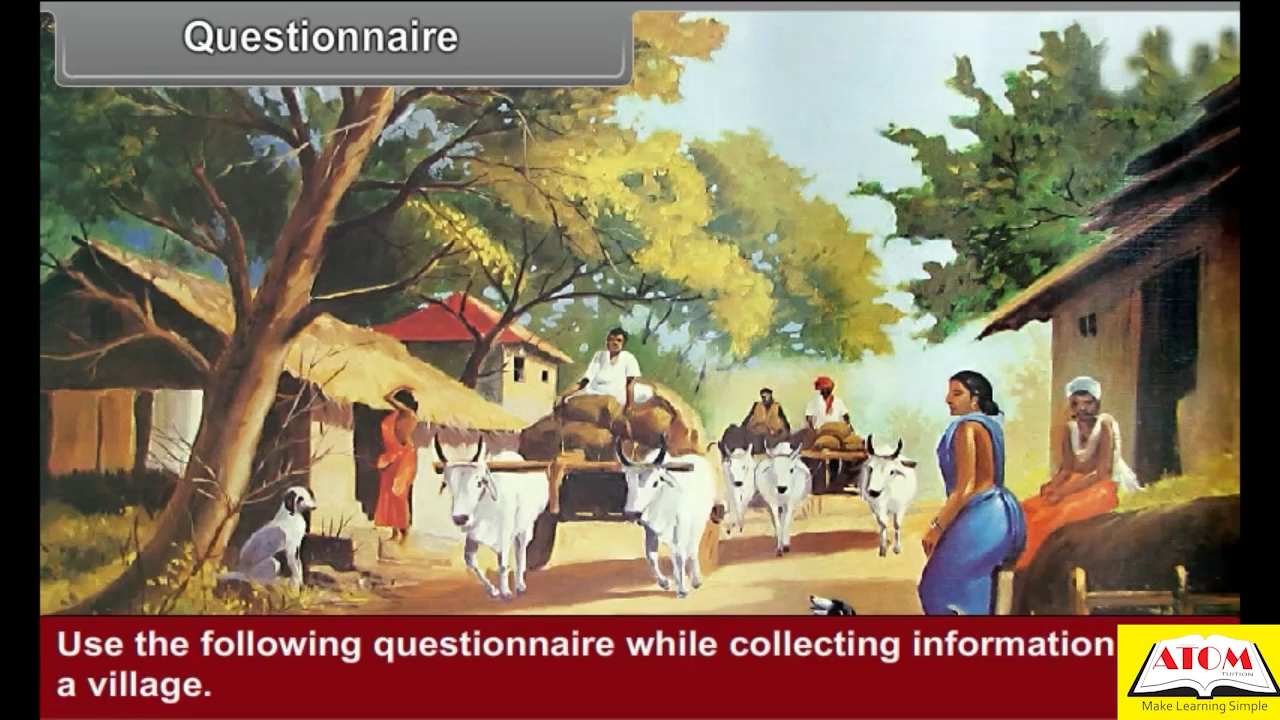 Questionnaire
Use the following questionnaire while collecting information
a village.
ATOM
TUITION
Make Learning Simple